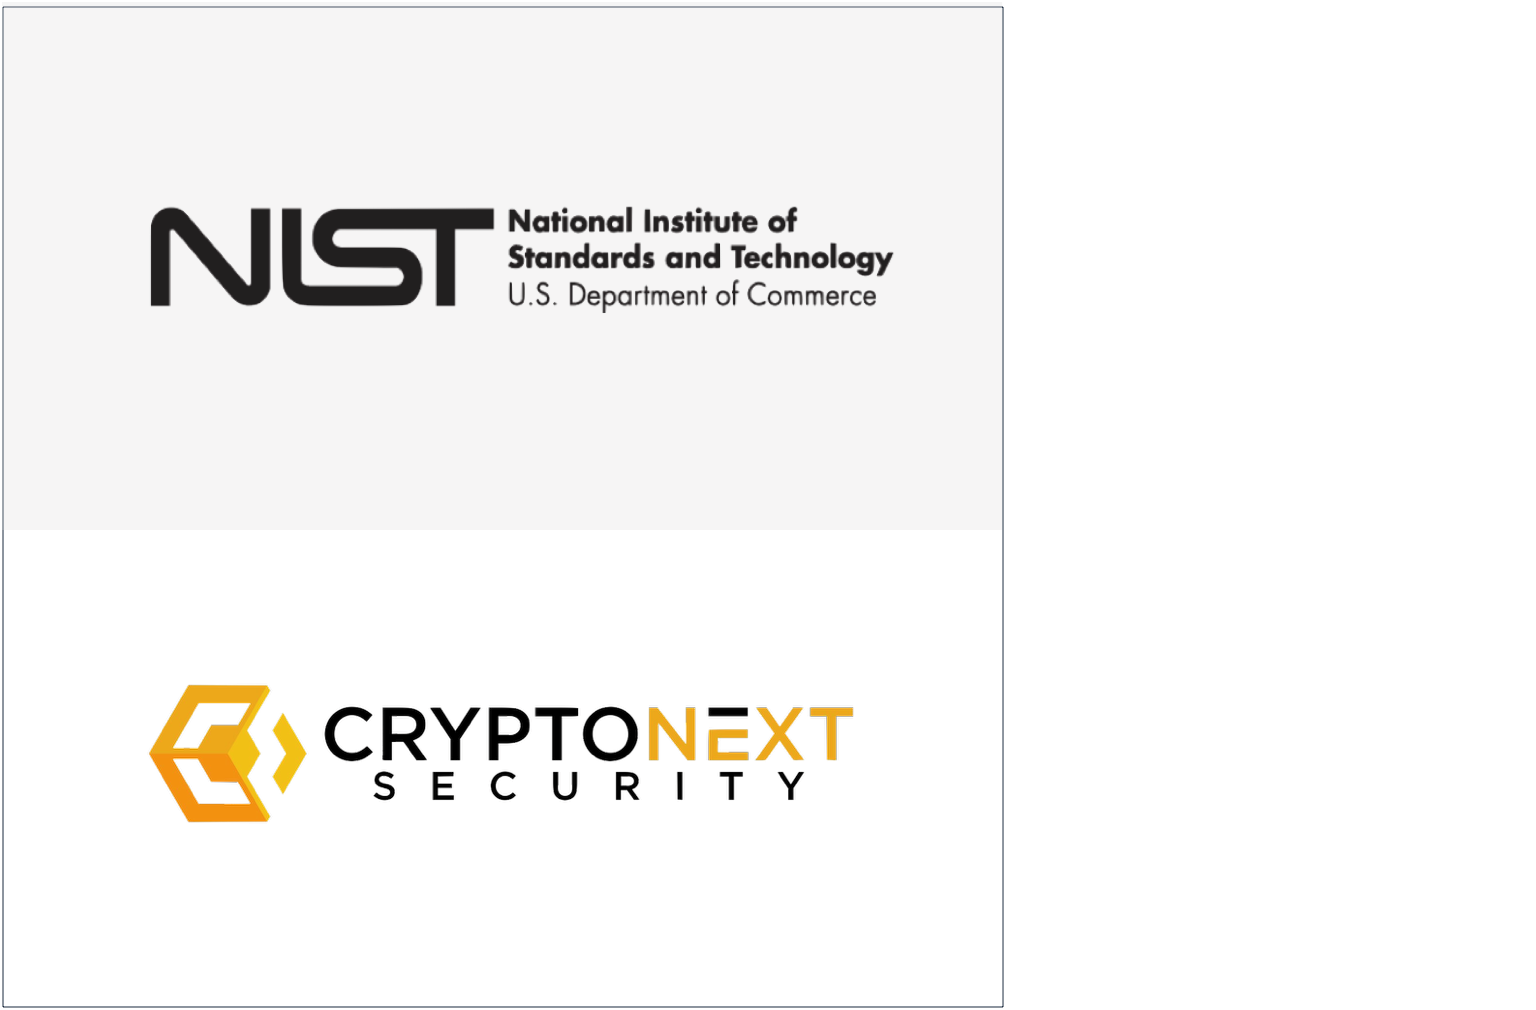 NIST
National Institute of
Standards and Technology
U.S. Department of Commerce
CRYPTONEXT
SECURITY